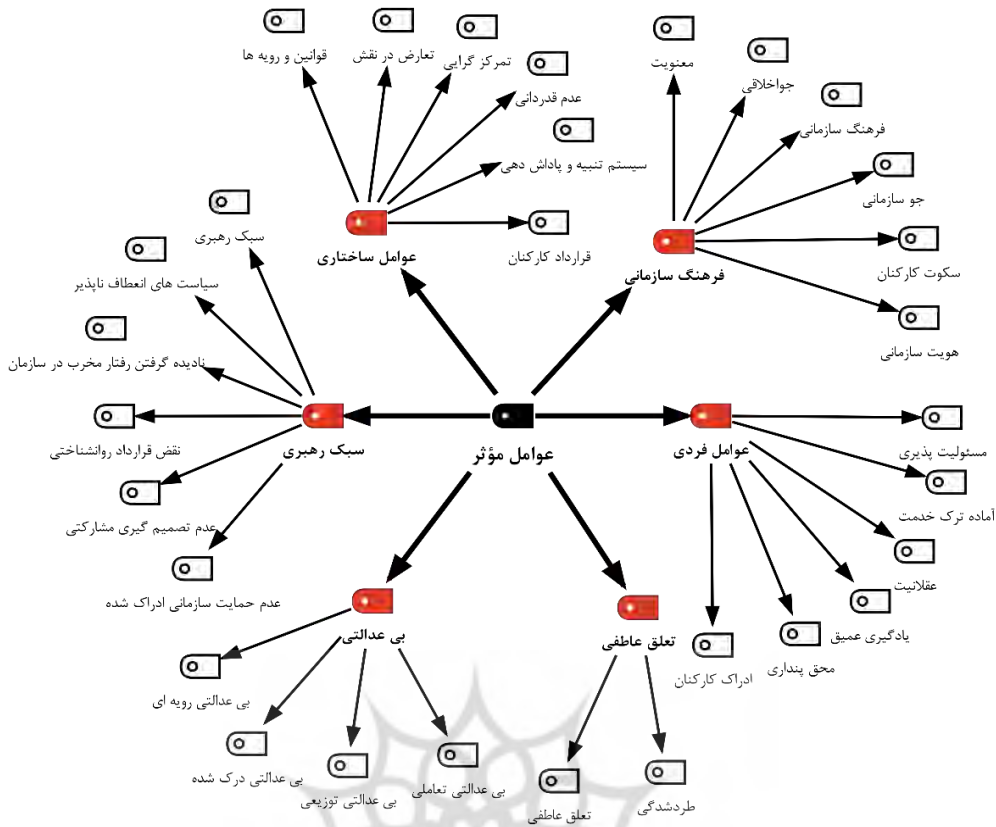 عوامل مؤثر
فرهنگ سازمانی
معنویت
جواخلاقی
فرهنگ سازمانی
جو سازمانی
سکوت کارکنان
هویت سازمانی
عوامل ساختاری
قوانین و رویه ها
تعارض در نقش
تمرکز گرایی
عدم قدردانی
سیستم تنبیه و پاداش دهی
قرارداد کارکنان
سبک رهبری
سبک رهبری
سیاست های انعطاف ناپذیر
نادیده گرفتن رفتار مخرب در سازمان
نقض قرارداد روانشناختی
عدم تصمیم گیری مشارکتی
عدم حمایت سازمانی ادراک شده
عوامل فردی
مسئولیت پذیری
آماده ترک خدمت
عقلانیت
یادگیری عمیق
محق پنداری
ادراک کارکنان
تعلق عاطفی
طردشدگی
تعلق عاطفی
بی عدالتی
بی عدالتی تعاملی
بی عدالتی توزیعی
بی عدالتی درک شده
بی عدالتی رویه ای